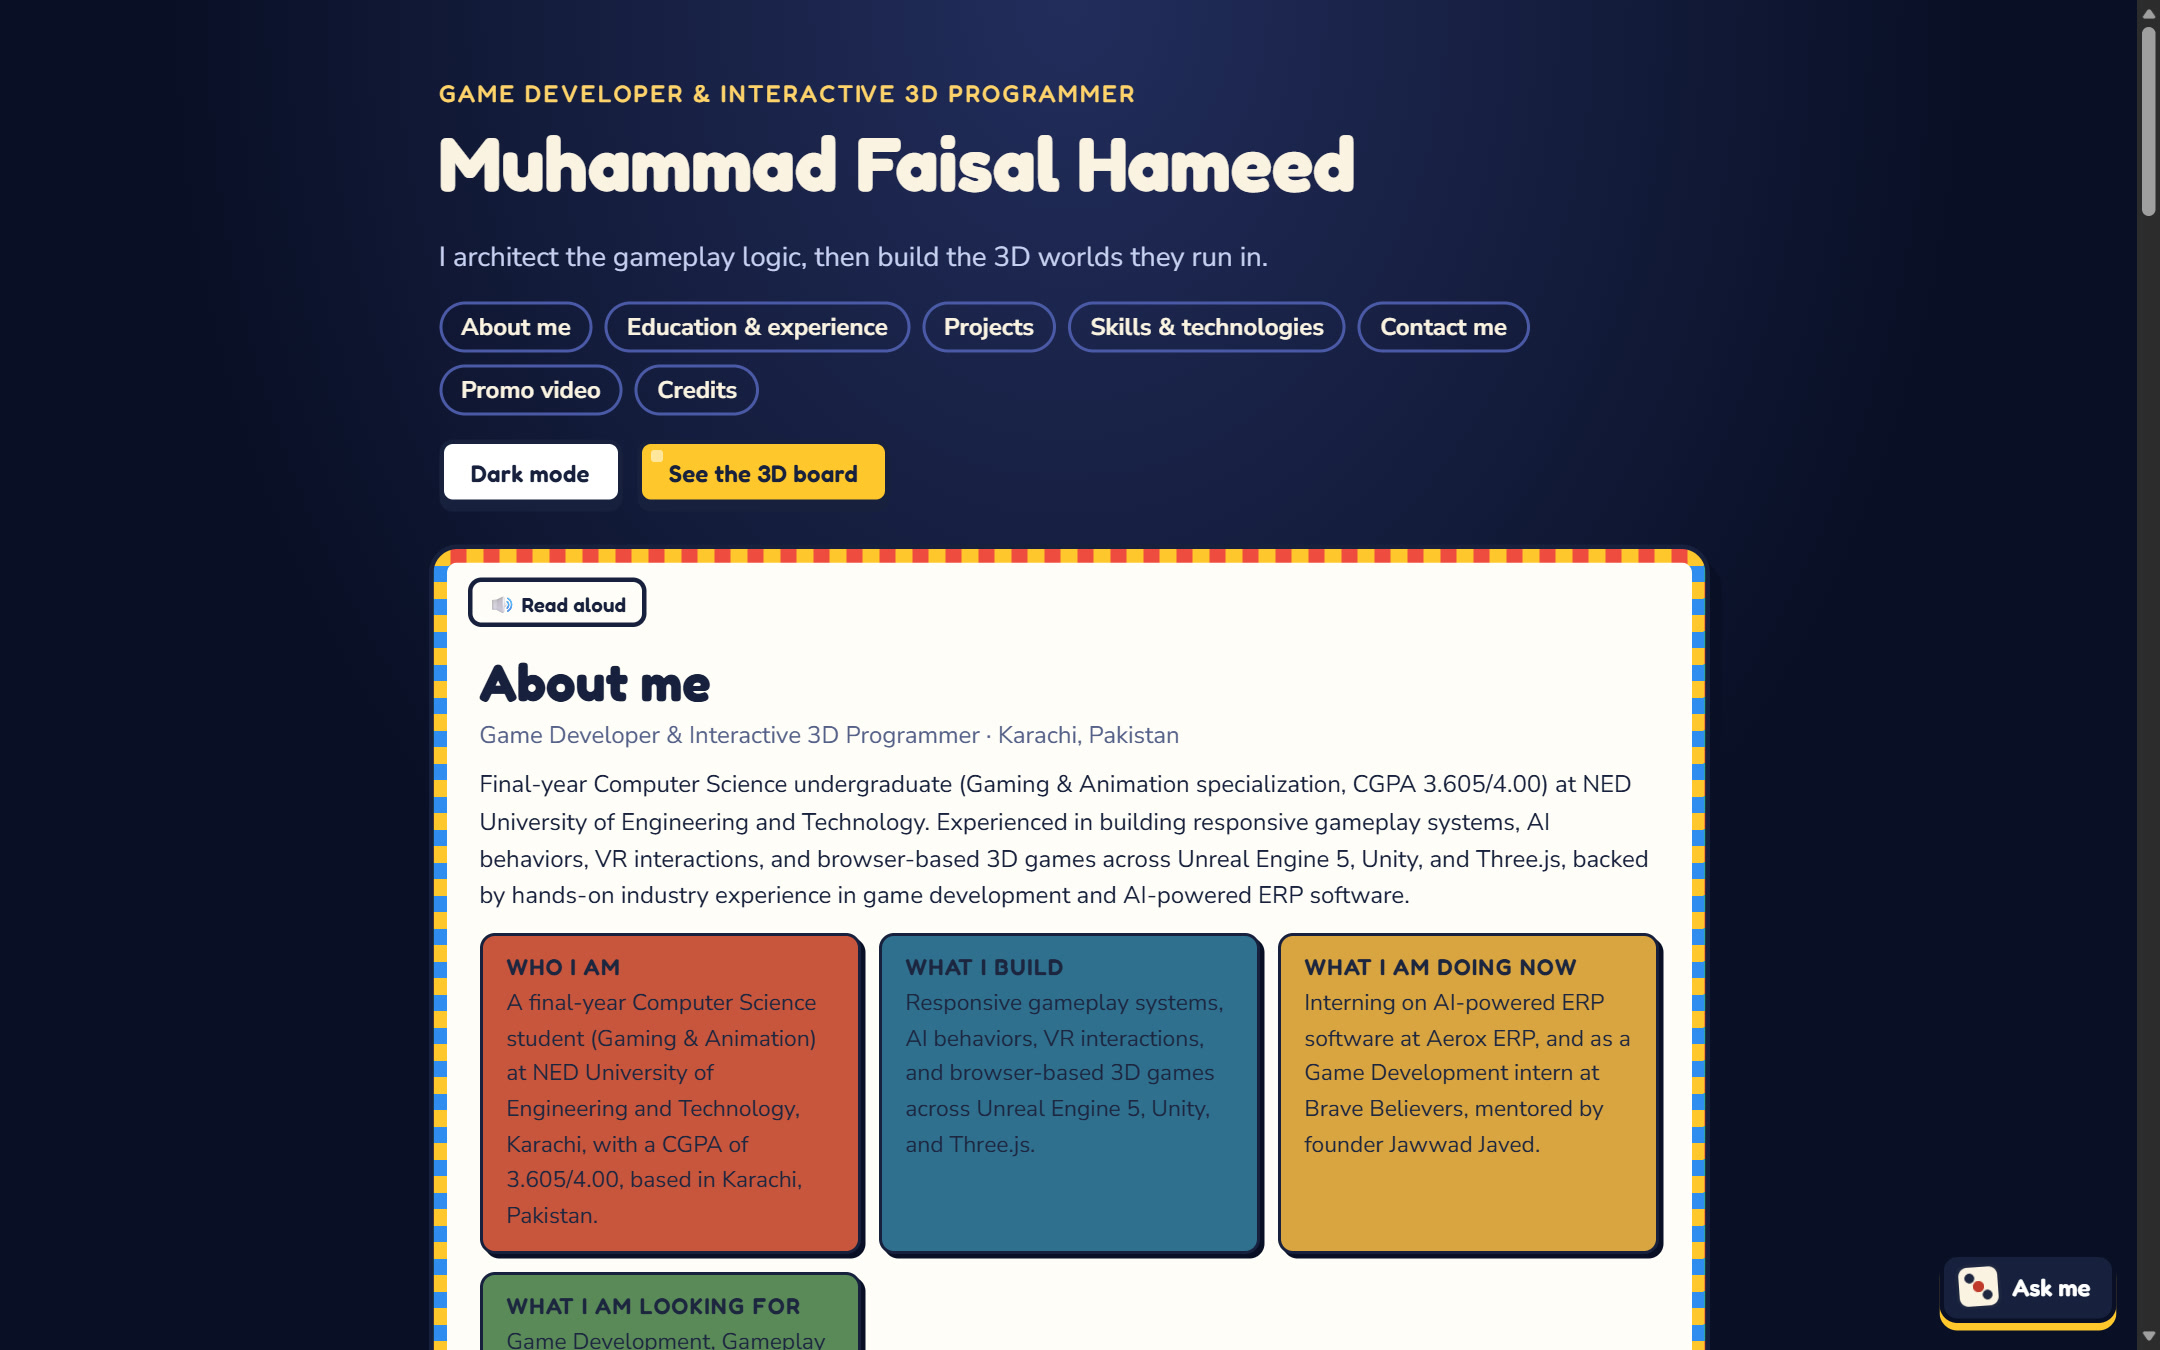 GAME DEVELOPER & INTERACTIVE 3D PROGRAMMER
Muhammad Faisal Hameed
I architect the gameplay logic, then build the 3D worlds they run in.
About me
Education & experience
Projects
Skills & technologies
Contact me
Promo video
Credits
Dark mode
See the 3D board
Read aloud
About me
Game Developer & Interactive 3D Programmer · Karachi, Pakistan
Final-year Computer Science undergraduate (Gaming & Animation specialization, CGPA 3.605/4.00) at NED
University of Engineering and Technology. Experienced in building responsive gameplay systems, AI
behaviors, VR interactions, and browser-based 3D games across Unreal Engine 5, Unity, and Three.js, backed
by hands-on industry experience in game development and AI-powered ERP software.
WHO I AM
A final-year Computer Science
student (Gaming & Animation)
at NED University of
Engineering and Technology,
Karachi, with a CGPA of
3.605/4.00, based in Karachi,
Pakistan.
WHAT I BUILD
Responsive gameplay systems,
AI behaviors, VR interactions,
and browser-based 3D games
across Unreal Engine 5, Unity,
and Three.js.
WHAT I AM DOING NOW
Interning on AI-powered ERP
software at Aerox ERP, and as a
Game Development intern at
Brave Believers, mentored by
founder Jawwad Javed.
WHAT I AM LOOKING FOR
Game Development, Gameplay
Ask me